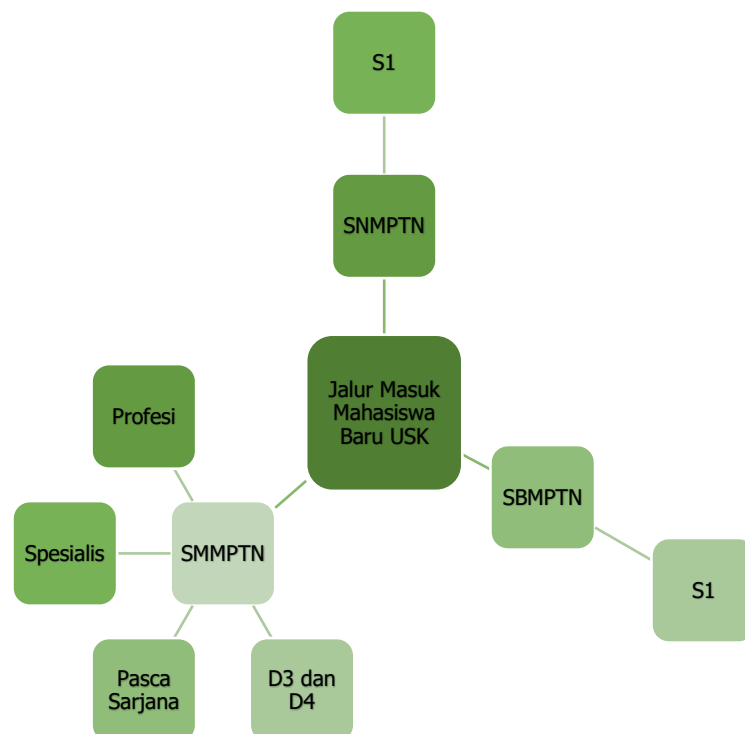 S1
SNMPTN
Jalur Masuk
Mahasiswa
Baru USK
Profesi
SBMPTN
Spesialis
SMMPTN
S1
Pasca
Sarjana
D3 dan
D4